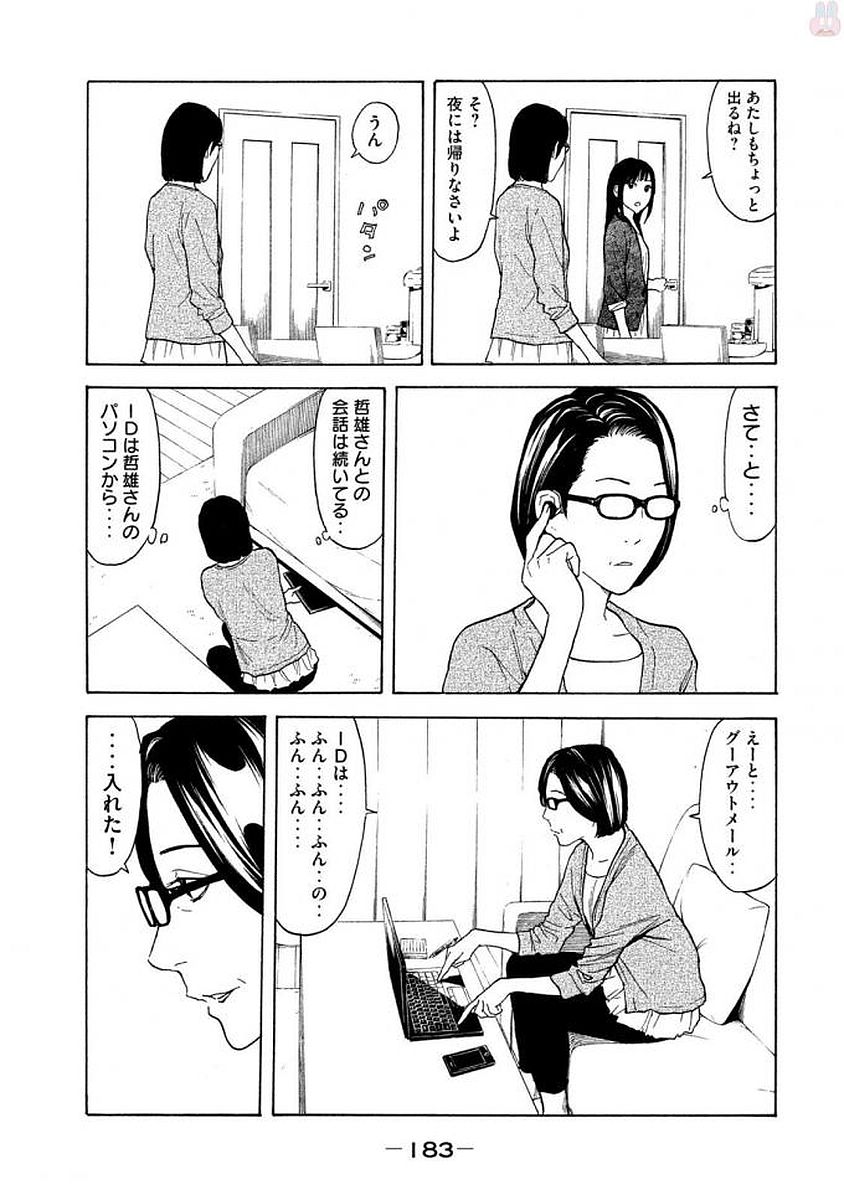 あたしもちょっと
出るね?
そ?
夜には帰りなさいよ
うん
パタン
さて‥と‥‥
哲雄さんとの
会話は続いてる‥
IDは哲雄さんの
パソコンから‥‥
えーと‥‥
グーアウトメール‥
IDは‥‥
ふん‥ふん‥ふん‥の‥
ふん‥ふん‥‥
‥‥入れた!
－183－